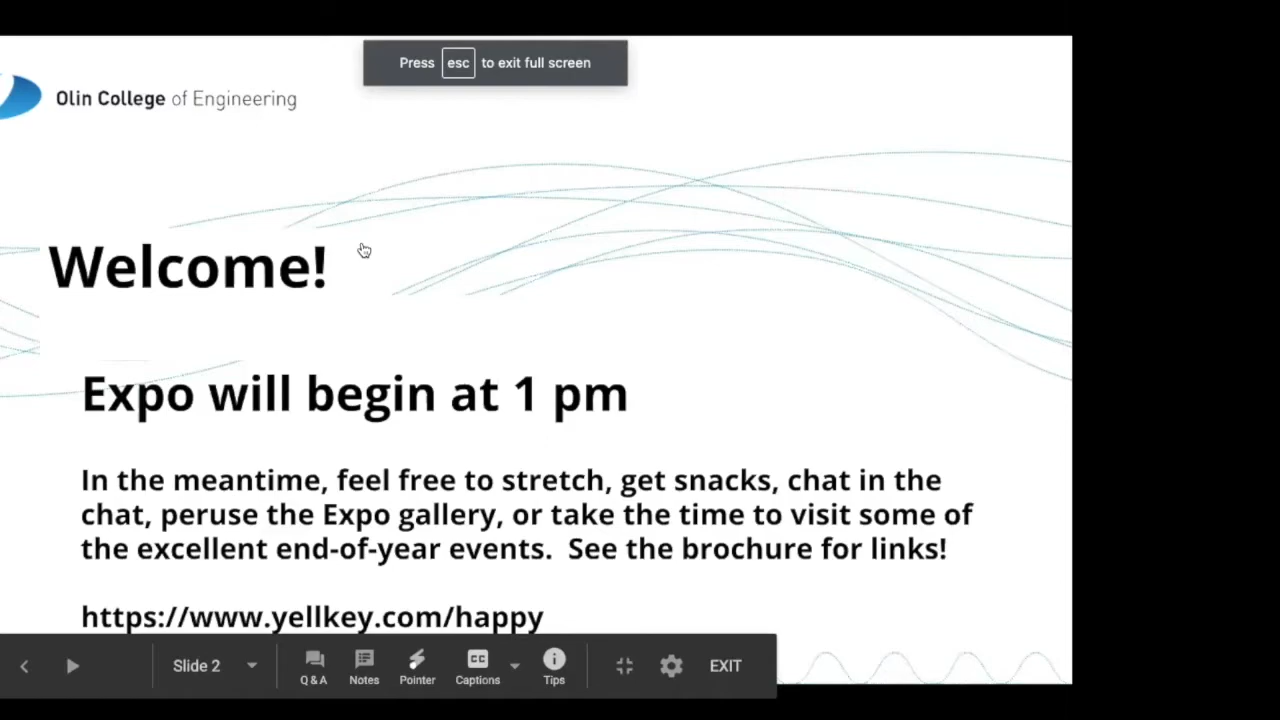 Press esc to exit full screen
Olin College of Engineering
Welcome!
Expo will begin at 1 pm
In the meantime, feel free to stretch, get snacks, chat in the
chat, peruse the Expo gallery, or take the time to visit some of
the excellent end-of-year events.  See the brochure for links!
https://www.yellkey.com/happy
Slide 2
Q & A
Notes
Pointer
CC
Captions
Tips
EXIT